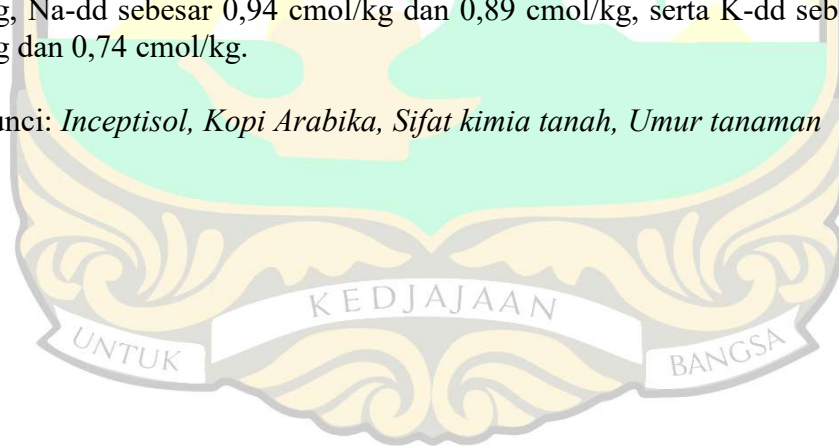 g, Na-dd sebesar 0,94 cmol/kg dan 0,89 cmol/kg, serta K-dd seb
g dan 0,74 cmol/kg.
unci: Inceptisol, Kopi Arabika, Sifat kimia tanah, Umur tanaman
UNTUK KEDJAJAAN BANGSA